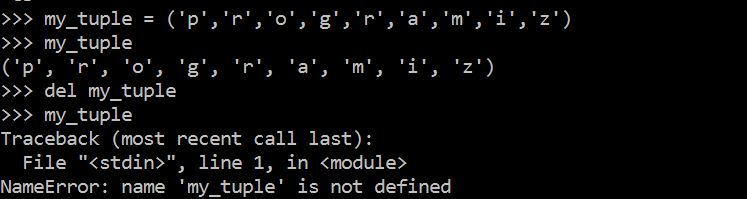 >>> my_tuple = ('p','r','o','g','r','a','m','i','z')
>>> my_tuple
('p', 'r', 'o', 'g', 'r', 'a', 'm', 'i', 'z')
>>> del my_tuple
>>> my_tuple
Traceback (most recent call last):
  File "<stdin>", line 1, in <module>
NameError: name 'my_tuple' is not defined